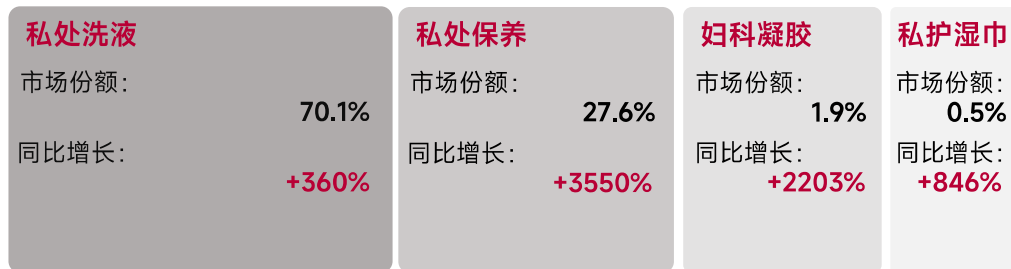 私处洗液
市场份额：
70.1%
同比增长：
+360%
私处保养
市场份额：
27.6%
同比增长：
+3550%
妇科凝胶
市场份额：
1.9%
同比增长：
+2203%
私护湿巾
市场份额：
0.5%
同比增长：
+846%